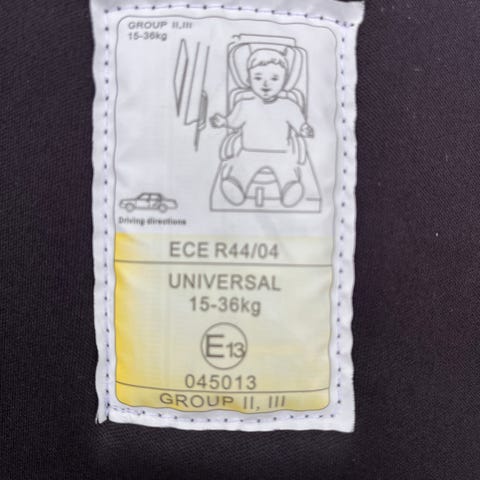 GROUP II,III
15-36kg
Driving directions
ECE R44/04
UNIVERSAL
15-36kg
E13
045013
GROUP II, III